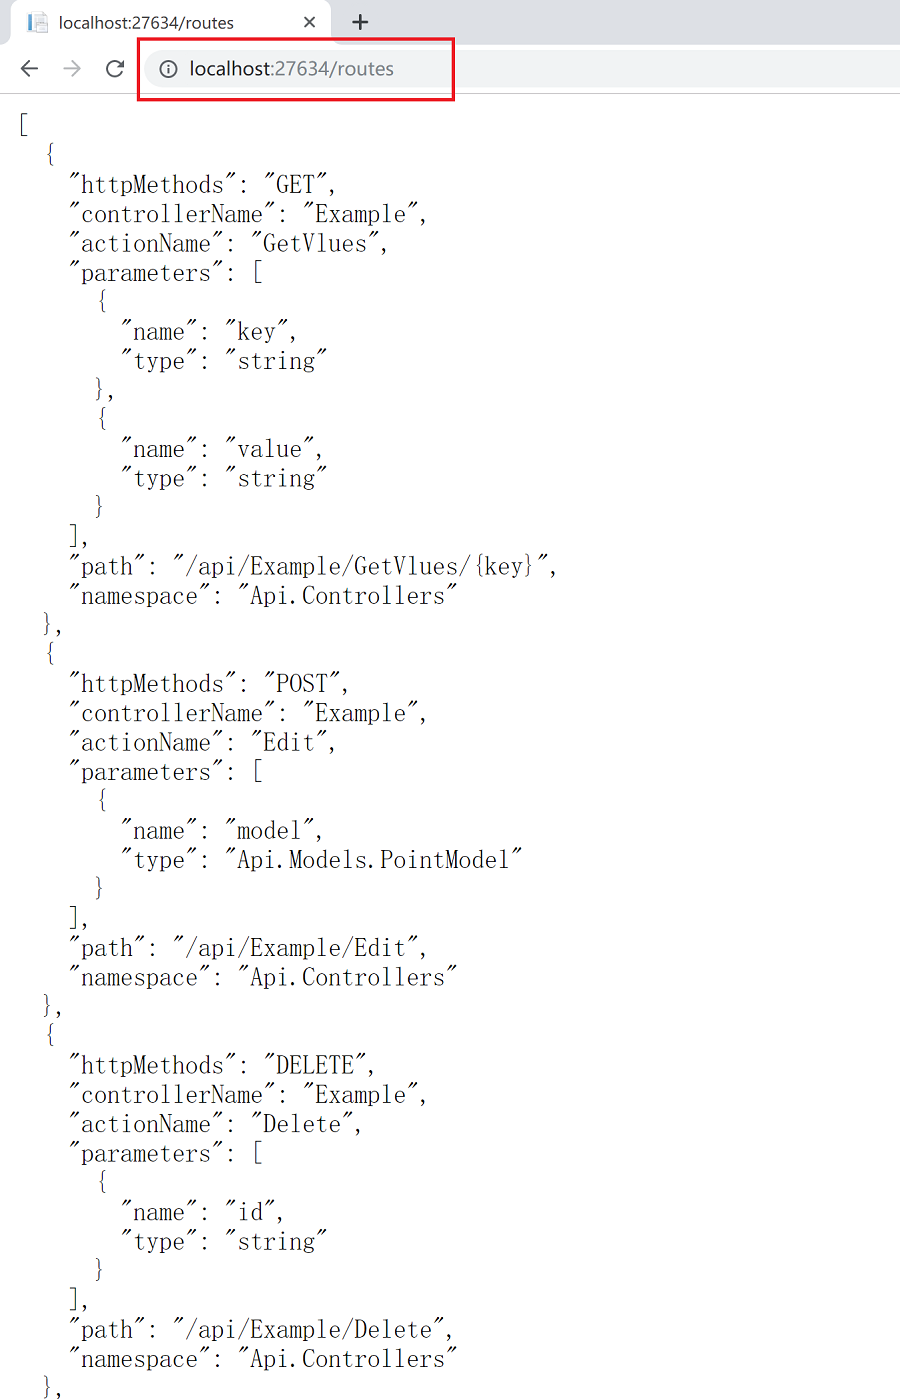 localhost:27634/routes
localhost:27634/routes
[
  {
    "httpMethods": "GET",
    "controllerName": "Example",
    "actionName": "GetVlues",
    "parameters": [
      {
        "name": "key",
        "type": "string"
      },
      {
        "name": "value",
        "type": "string"
      }
    ],
    "path": "/api/Example/GetVlues/{key}",
    "namespace": "Api.Controllers"
  },
  {
    "httpMethods": "POST",
    "controllerName": "Example",
    "actionName": "Edit",
    "parameters": [
      {
        "name": "model",
        "type": "Api.Models.PointModel"
      }
    ],
    "path": "/api/Example/Edit",
    "namespace": "Api.Controllers"
  },
  {
    "httpMethods": "DELETE",
    "controllerName": "Example",
    "actionName": "Delete",
    "parameters": [
      {
        "name": "id",
        "type": "string"
      }
    ],
    "path": "/api/Example/Delete",
    "namespace": "Api.Controllers"
  },